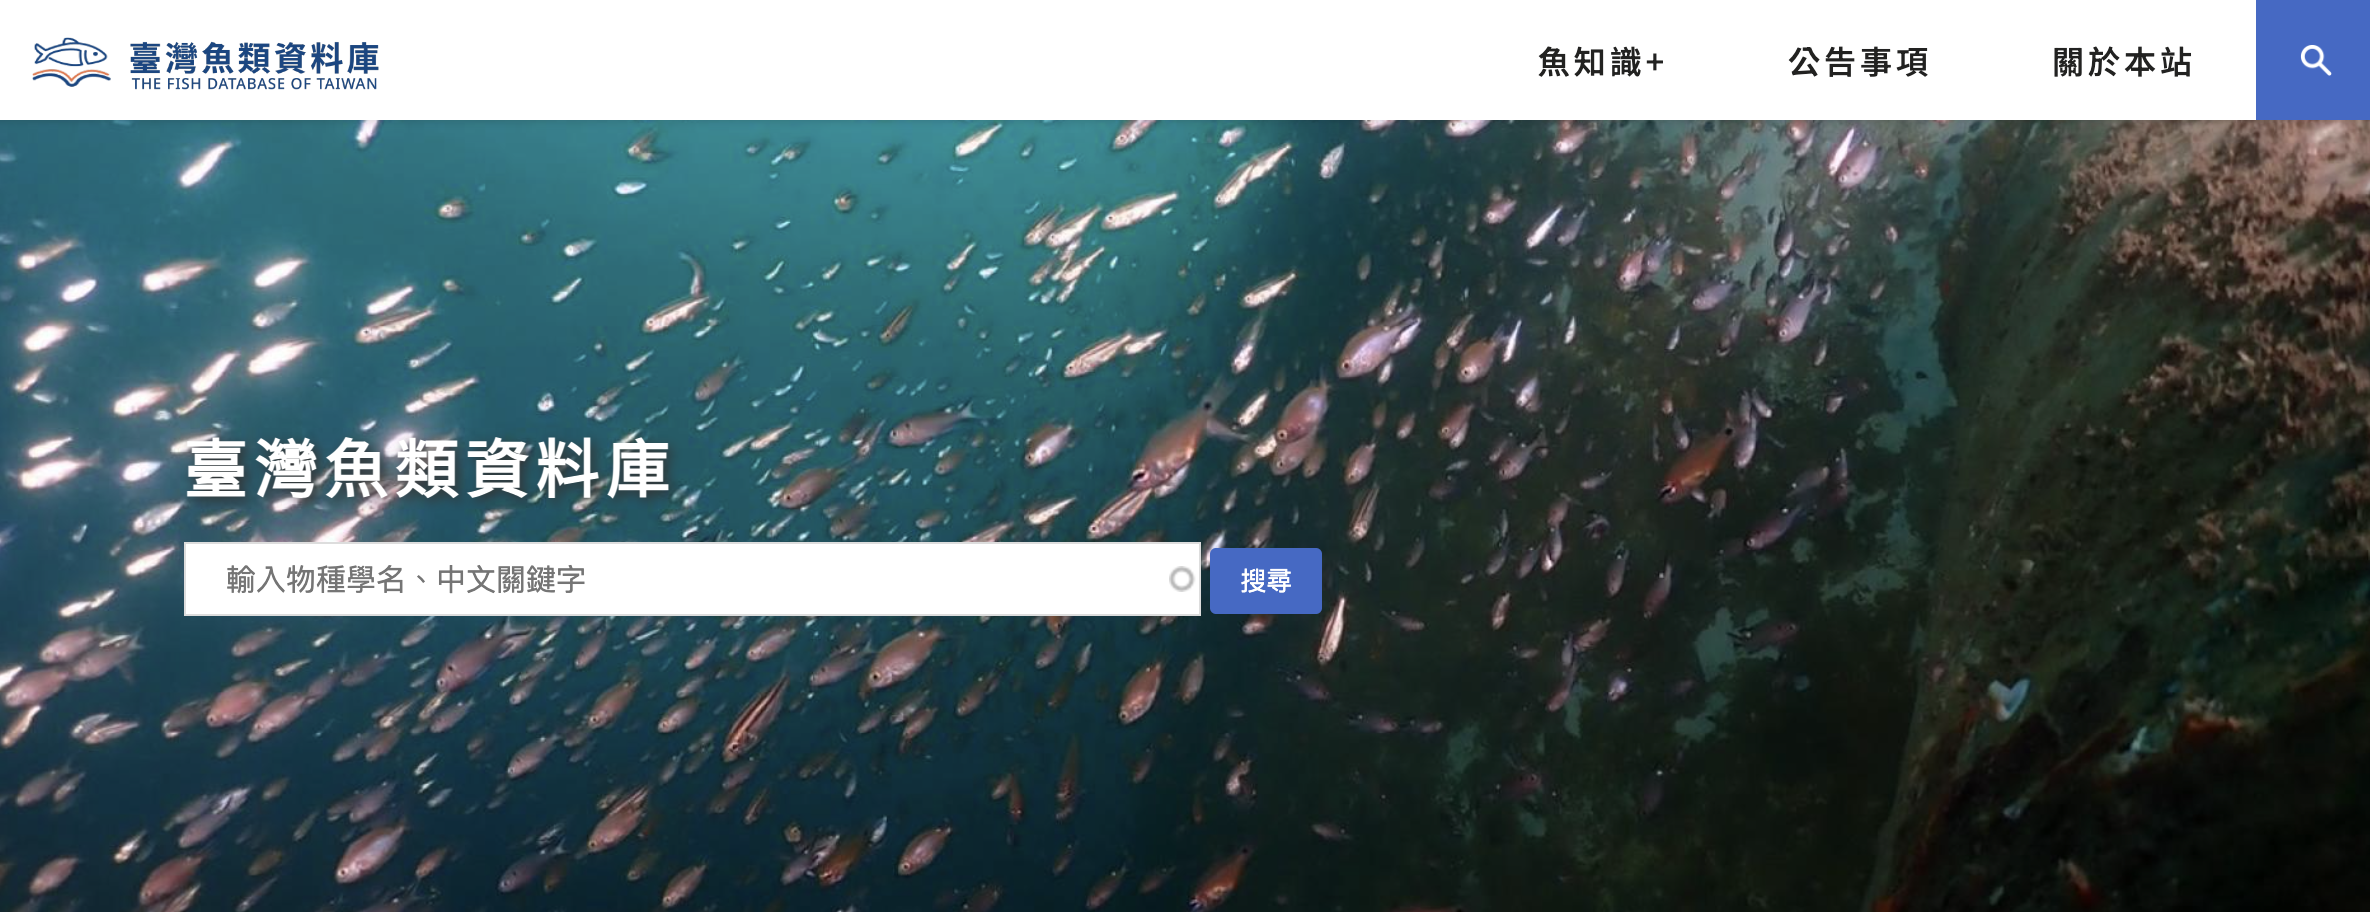 臺灣魚類資料庫
THE FISH DATABASE OF TAIWAN
魚知識+
公告事項
關於本站
臺灣魚類資料庫
輸入物種學名、中文關鍵字
搜尋